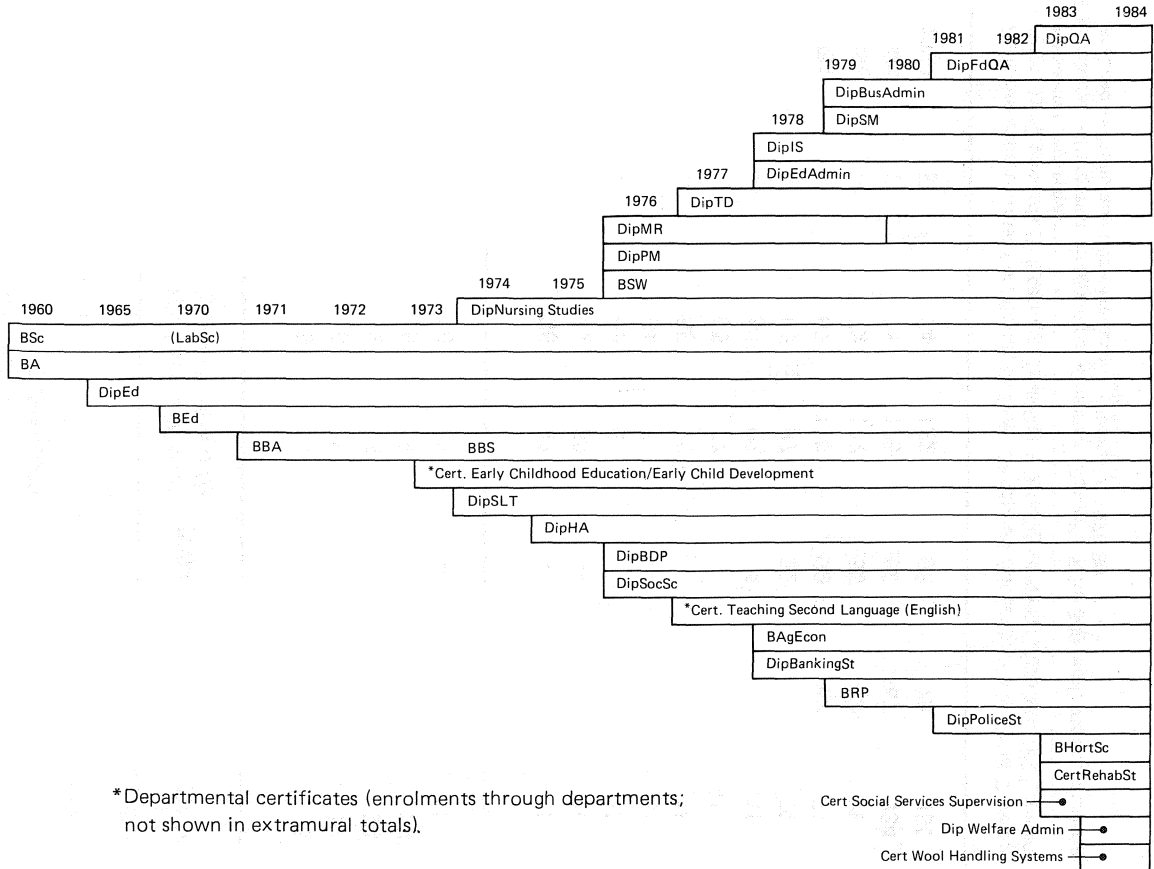 1983 1984
1981 1982 DipQA
1979 1980 DipFdQA
DipBusAdmin
1978 DipSM
DipIS
1977 DipEdAdmin
1976 DipTD
DipMR
DipPM
1974 1975 BSW
1960 1965 1970 1971 1972 1973 DipNursing Studies
BSc (LabSc)
BA
DipEd
BEd
BBA BBS
*Cert. Early Childhood Education/Early Child Development
DipSLT
DipHA
DipBDP
DipSocSc
*Cert. Teaching Second Language (English)
BAgEcon
DipBankingSt
BRP
DipPoliceSt
BHortSc
CertRehabSt
*Departmental certificates (enrolments through departments;
not shown in extramural totals).
Cert Social Services Supervision
Dip Welfare Admin
Cert Wool Handling Systems